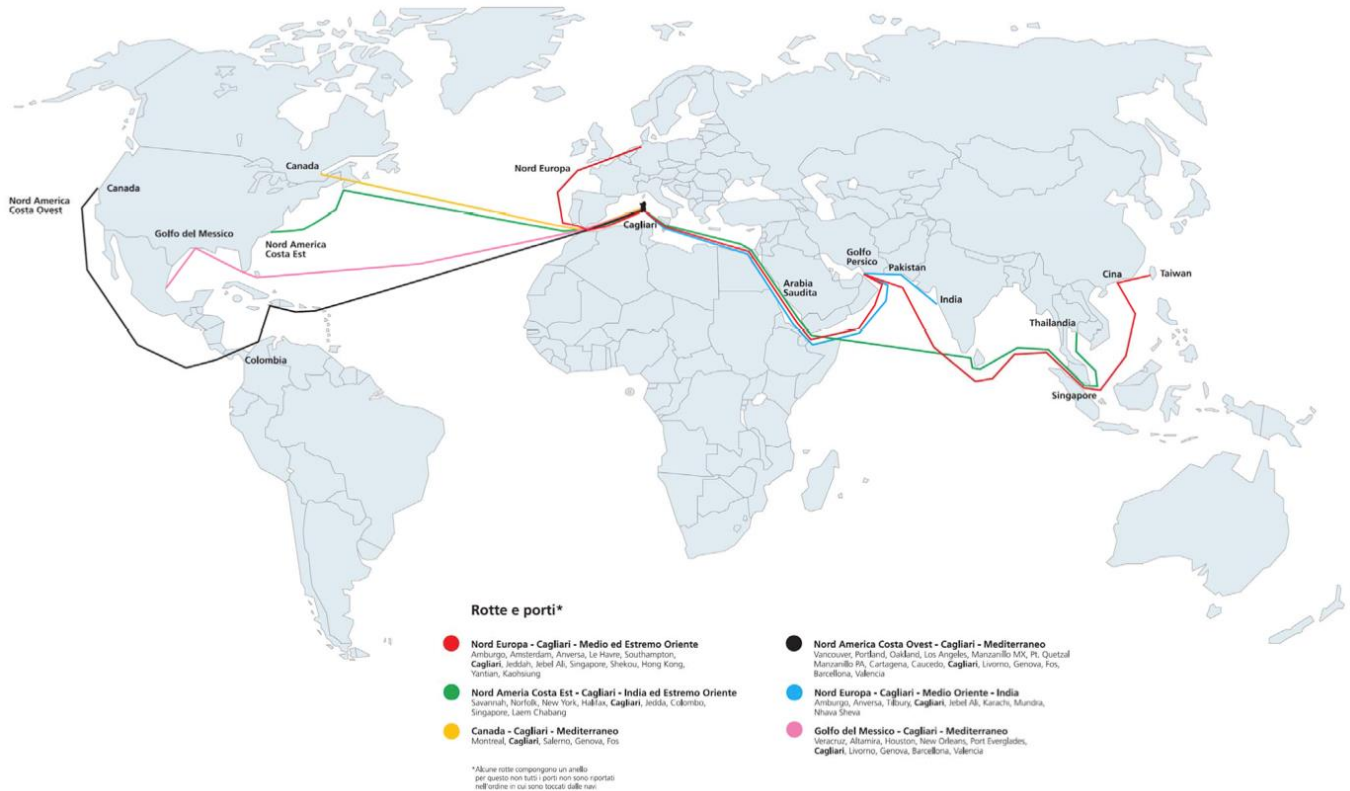 Canada
Nord Europa
Canada
Nord America
Costa Ovest
Cagliari
Golfo del Messico
Nord America
Costa Est
Golfo
Persico
Pakistan
Cina
Taiwan
Arabia
Saudita
India
Thailandia
Colombia
Singapore
Rotte e porti*
Nord Europa - Cagliari - Medio ed Estremo Oriente
Amburgo, Amsterdam, Anversa, Le Havre, Southampton,
Cagliari, Jeddah, Jebel Ali, Singapore, Shekou, Hong Kong,
Yantian, Kaohsiung
Nord Ameria Costa Est - Cagliari - India ed Estremo Oriente
Savannah, Norfolk, New York, Halifax, Cagliari, Jedda, Colombo,
Singapore, Laem Chabang
Canada - Cagliari - Mediterraneo
Montreal, Cagliari, Salerno, Genova, Fos
*Alcune rotte compongono un anello
per questo non tutti i porti non sono riportati
nell'ordine in cui sono toccati dalle navi
Nord America Costa Ovest - Cagliari - Mediterraneo
Vancouver, Portland, Oakland, Los Angeles, Manzanillo MX, Pt. Quetzal
Manzanillo PA, Cartagena, Caucedo, Cagliari, Livorno, Genova, Fos,
Barcellona, Valencia
Nord Europa - Cagliari - Medio Oriente - India
Amburgo, Anversa, Tilbury, Cagliari, Jebel Ali, Karachi, Mundra,
Nhava Sheva
Golfo del Messico - Cagliari - Mediterraneo
Veracruz, Altamira, Houston, New Orleans, Port Everglades,
Cagliari, Livorno, Genova, Barcellona, Valencia